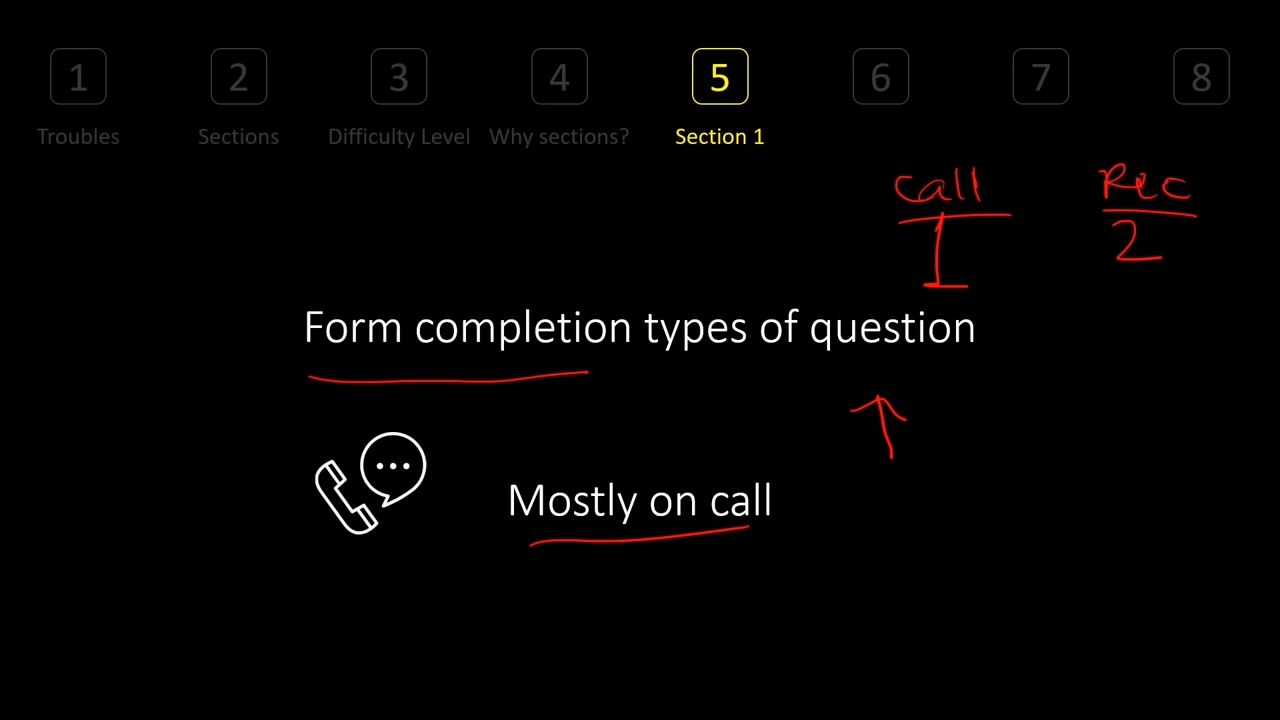 1 2 3 4 5 6 7 8
Troubles Sections Difficulty Level Why sections? Section 1
Call Rec
1 2
Form completion types of question
Mostly on call